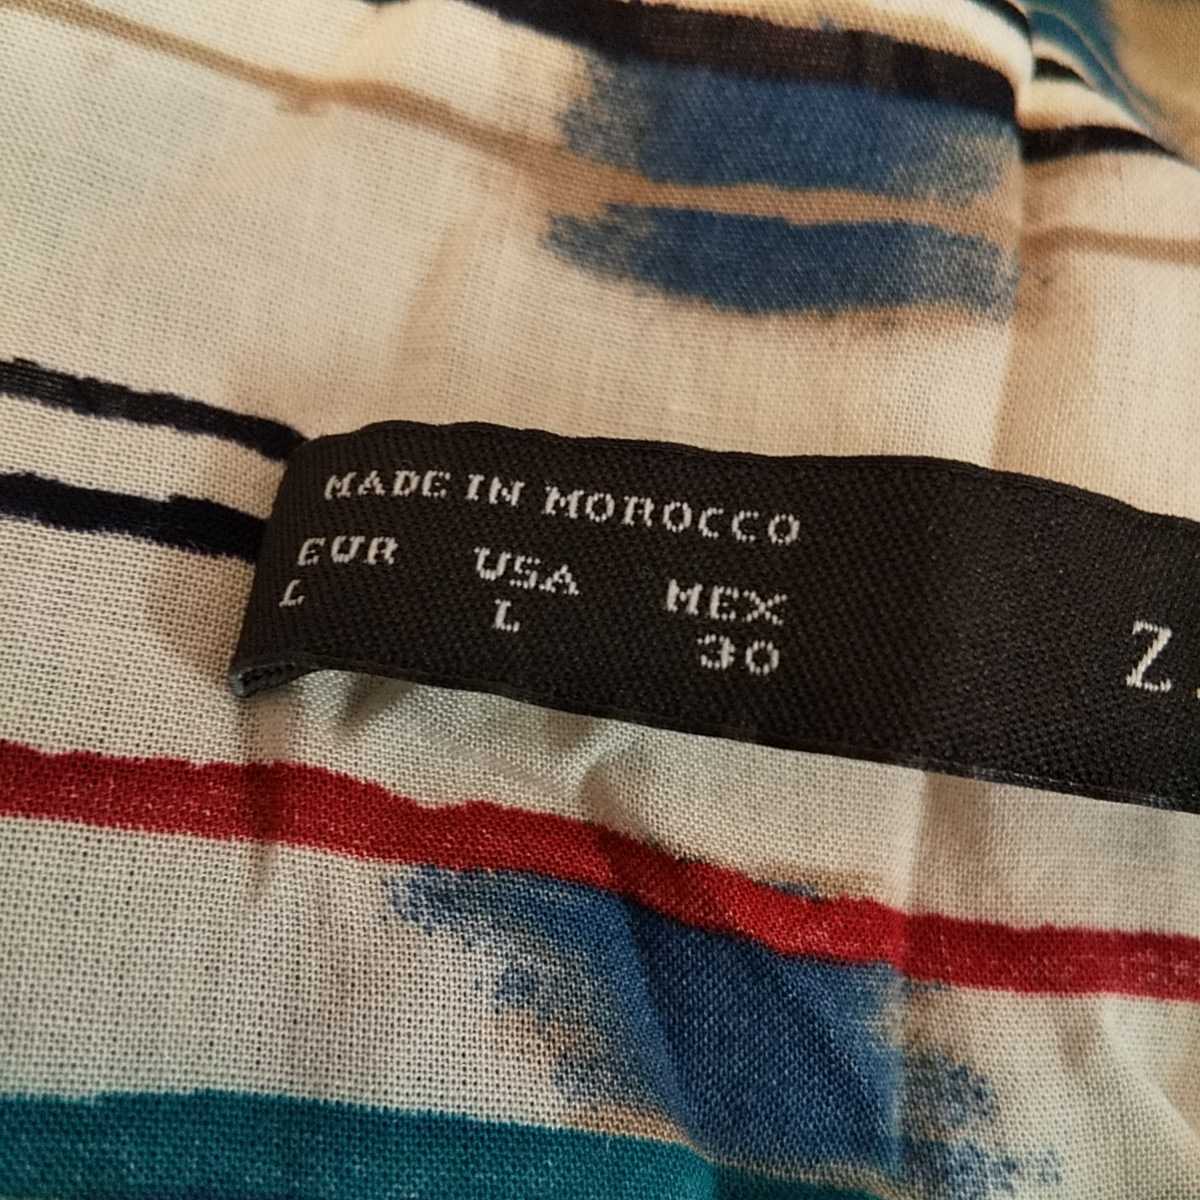 MADE IN MOROCCO
EUR USA MEX
L L 30
Z